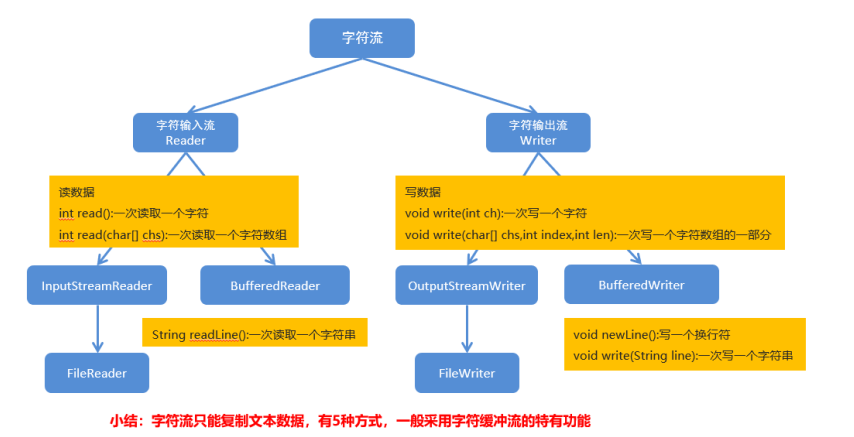 字符流
字符输入流
Reader
字符输出流
Writer
读数据
int read():一次读取一个字符
int read(char[] chs):一次读取一个字符数组
写数据
void write(int ch):一次写一个字符
void write(char[] chs,int index,int len):一次写一个字符数组的一部分
InputStreamReader
BufferedReader
OutputStreamWriter
BufferedWriter
String readLine():一次读取一个字符串
void newLine():写一个换行符
void write(String line):一次写一个字符串
FileReader
FileWriter
小结：字符流只能复制文本数据，有5种方式，一般采用字符缓冲流的特有功能